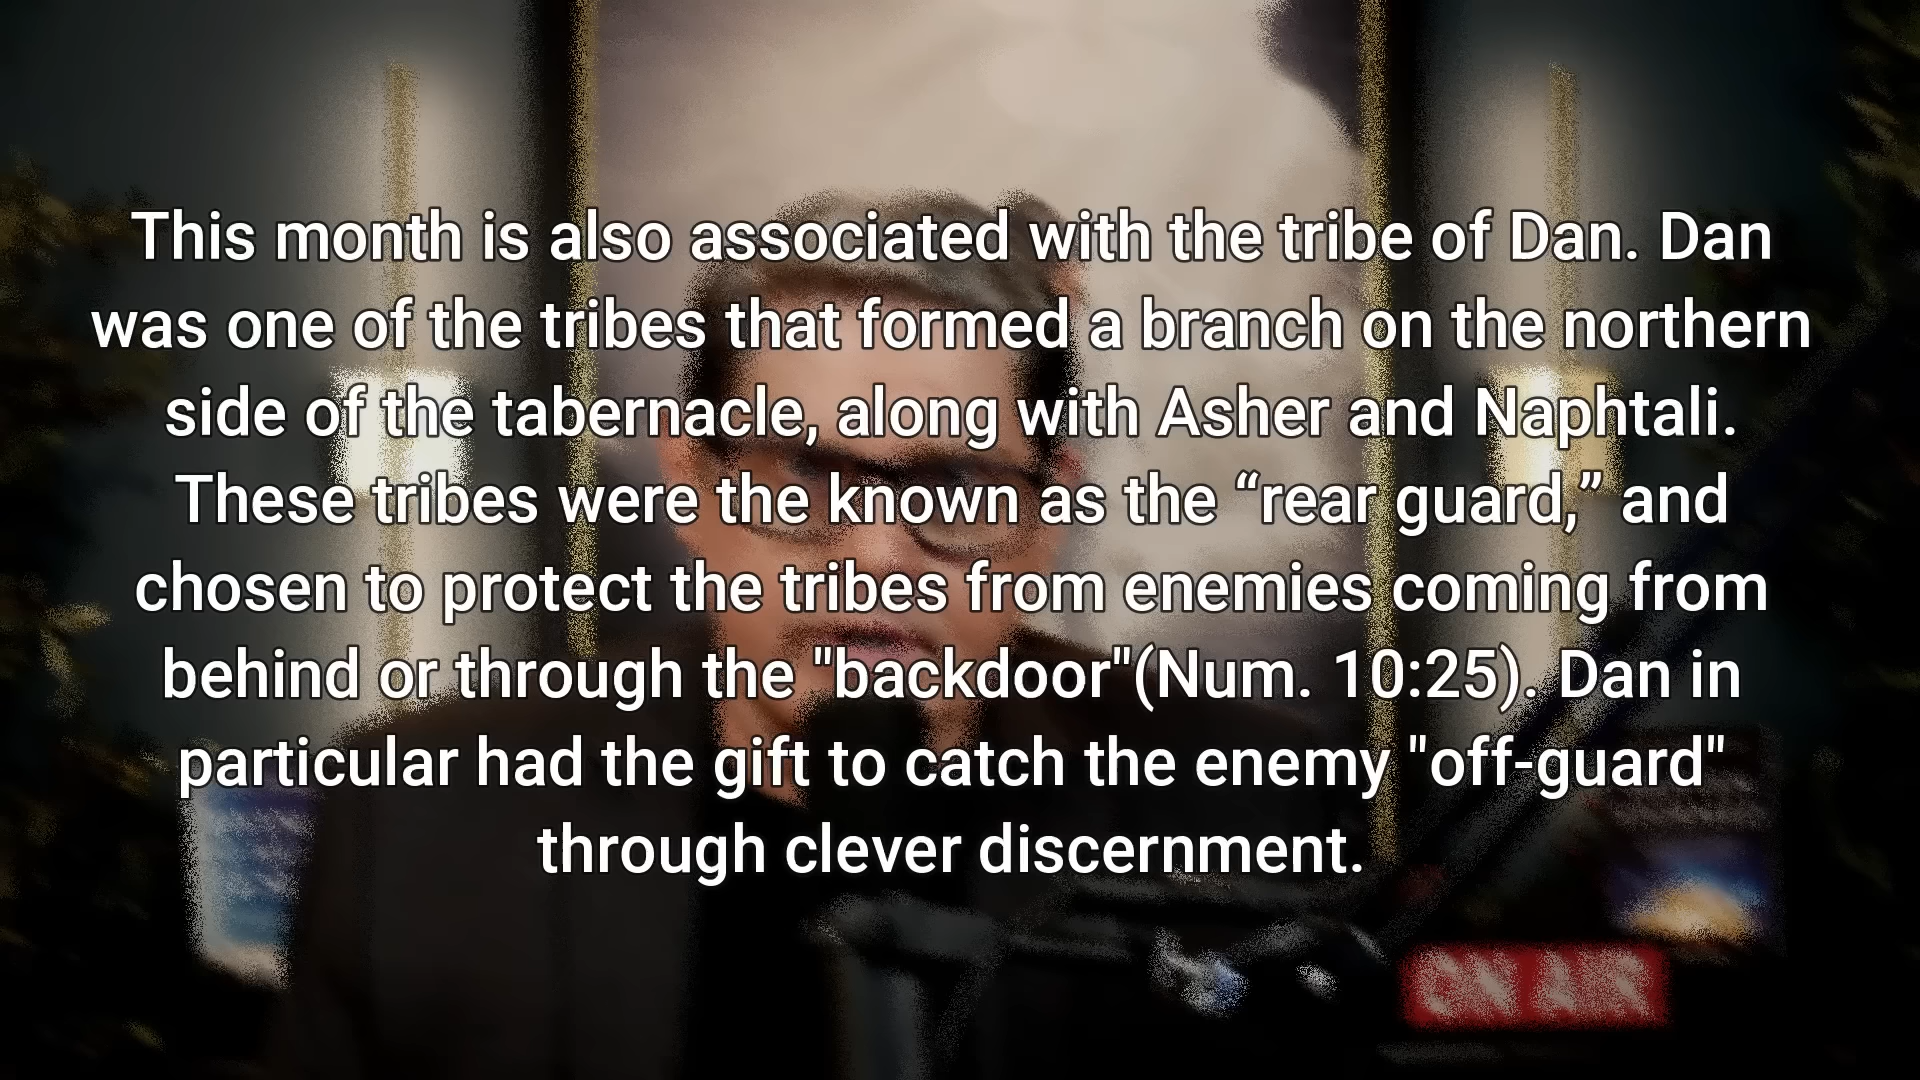 This month is also associated with the tribe of Dan. Dan
was one of the tribes that formed a branch on the northern
side of the tabernacle, along with Asher and Naphtali.
These tribes were the known as the “rear guard,” and
chosen to protect the tribes from enemies coming from
behind or through the "backdoor"(Num. 10:25). Dan in
particular had the gift to catch the enemy "off-guard"
through clever discernment.
ON AIR